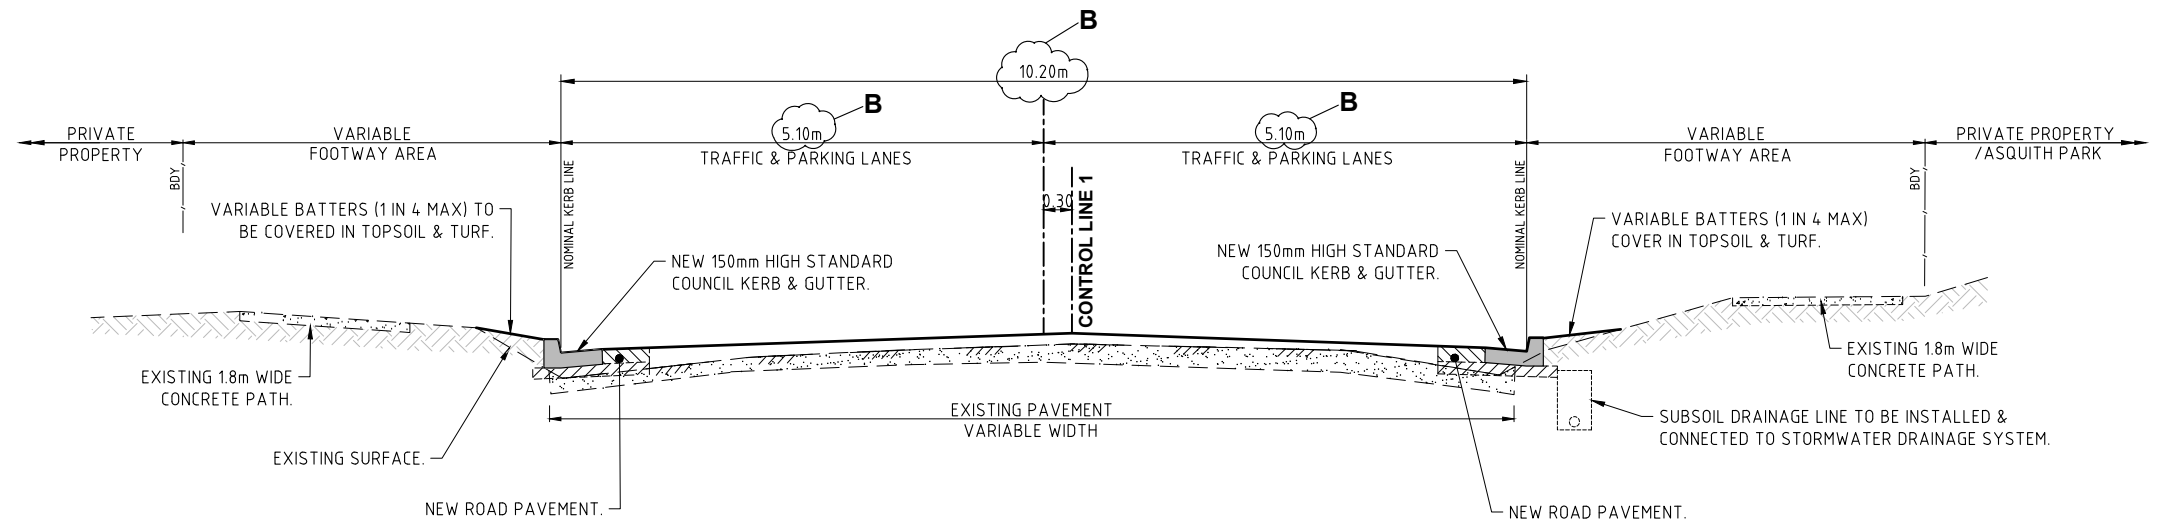 B
10.20m
B
B
5.10m
5.10m
PRIVATE
PROPERTY
VARIABLE
FOOTWAY AREA
TRAFFIC & PARKING LANES
TRAFFIC & PARKING LANES
VARIABLE
FOOTWAY AREA
PRIVATE PROPERTY
/ASQUITH PARK
BDY
NOMINAL KERB LINE
0.30
CONTROL LINE 1
NOMINAL KERB LINE
BDY
VARIABLE BATTERS (1 IN 4 MAX) TO
BE COVERED IN TOPSOIL & TURF.
NEW 150mm HIGH STANDARD
COUNCIL KERB & GUTTER.
NEW 150mm HIGH STANDARD
COUNCIL KERB & GUTTER.
VARIABLE BATTERS (1 IN 4 MAX)
COVER IN TOPSOIL & TURF.
EXISTING 1.8m WIDE
CONCRETE PATH.
EXISTING 1.8m WIDE
CONCRETE PATH.
EXISTING PAVEMENT
VARIABLE WIDTH
SUBSOIL DRAINAGE LINE TO BE INSTALLED &
CONNECTED TO STORMWATER DRAINAGE SYSTEM.
EXISTING SURFACE.
NEW ROAD PAVEMENT.
NEW ROAD PAVEMENT.